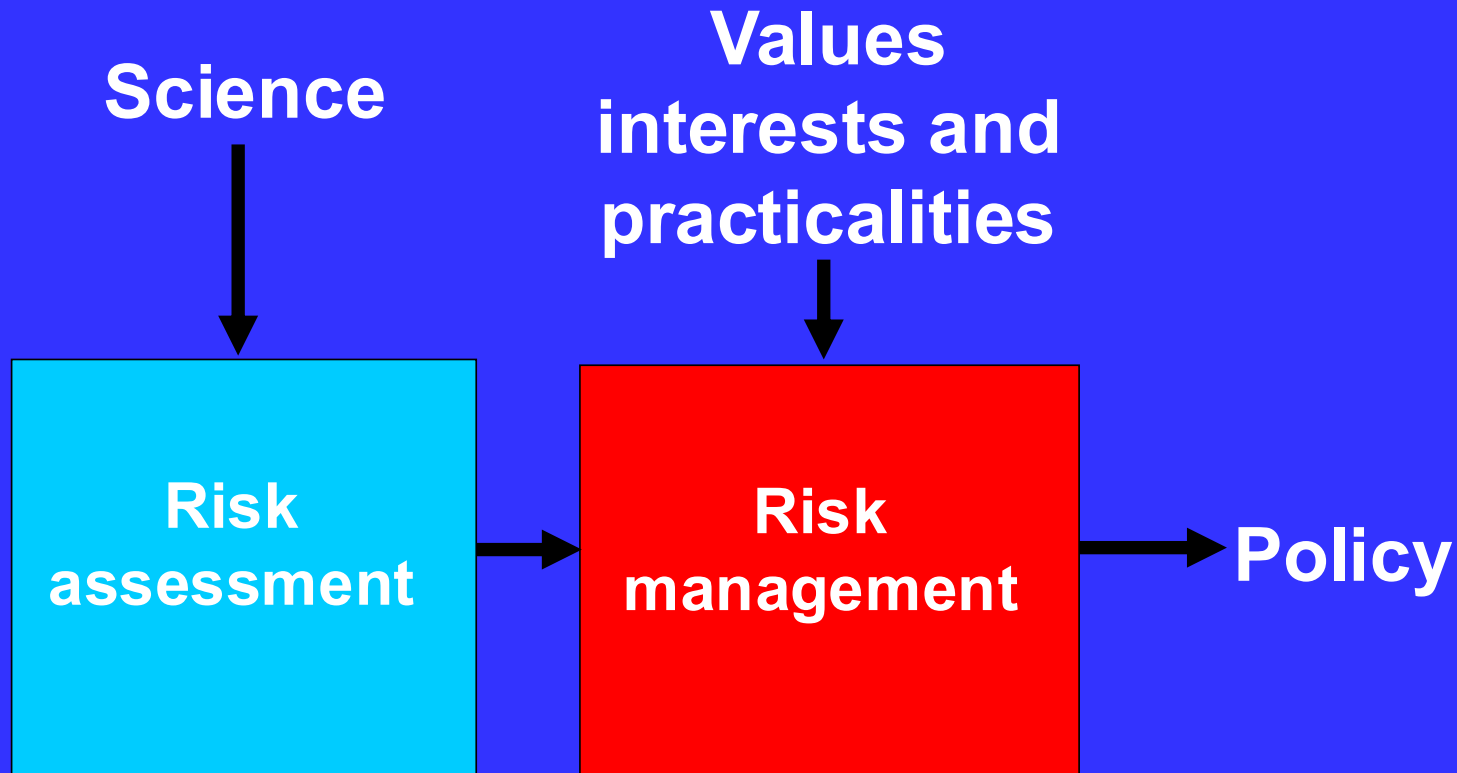 Science
Values
interests and
practicalities
Risk
assessment
Risk
management
Policy